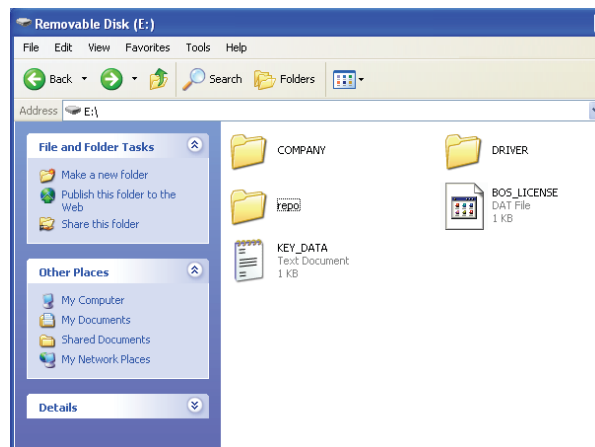 Removable Disk (E:)
File Edit View Favorites Tools Help
Back Search Folders
Address E:\
File and Folder Tasks
Make a new folder
Publish this folder to the
Web
Share this folder
Other Places
My Computer
My Documents
Shared Documents
My Network Places
Details
COMPANY DRIVER
repo BOS_LICENSE
DAT File
1 KB
KEY_DATA
Text Document
1 KB